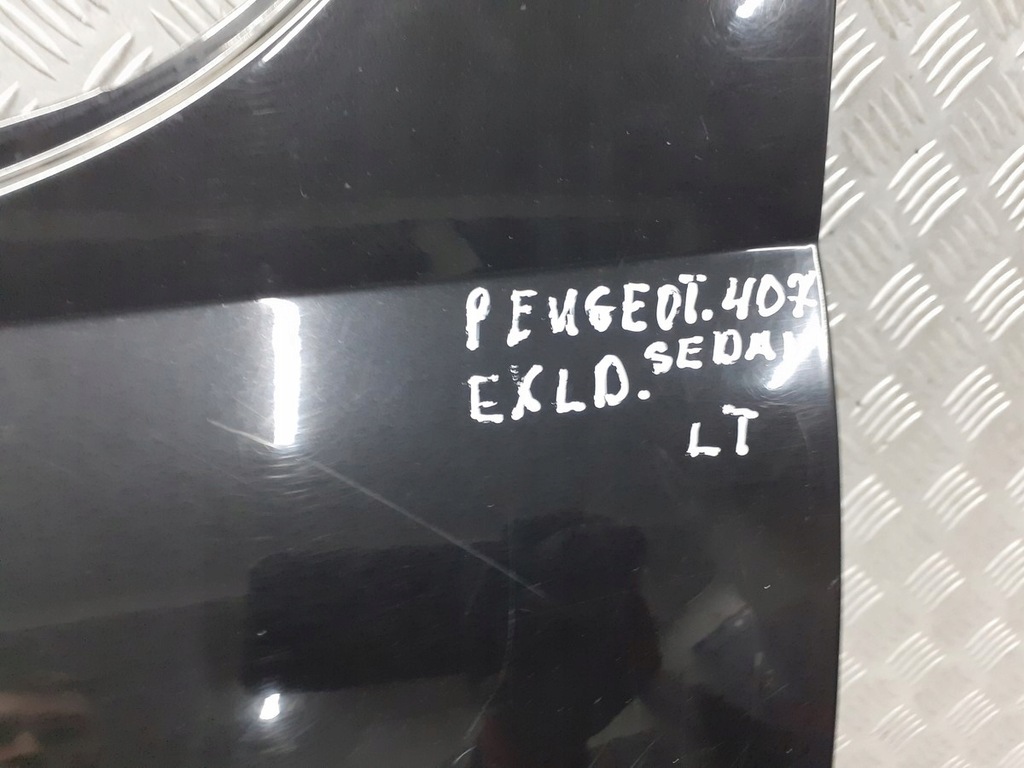 PEUGEOT.407
SEDAN
EXLD.
LT